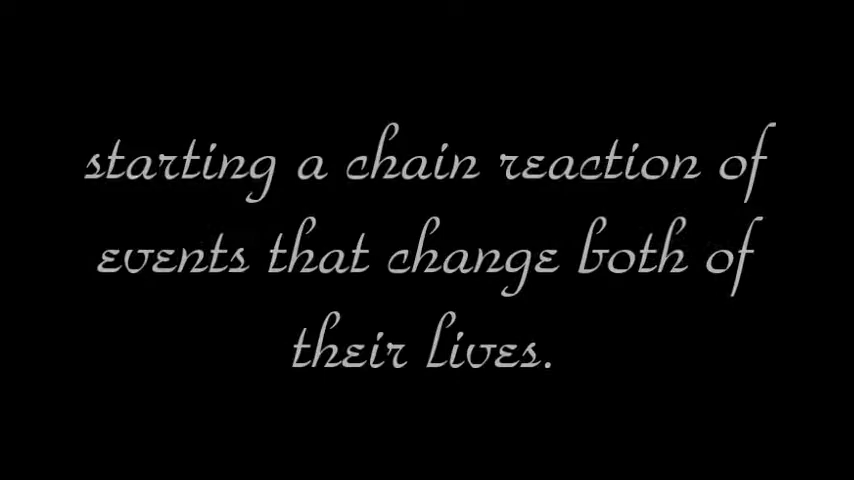 starting a chain reaction of
events that change both of
their lives.